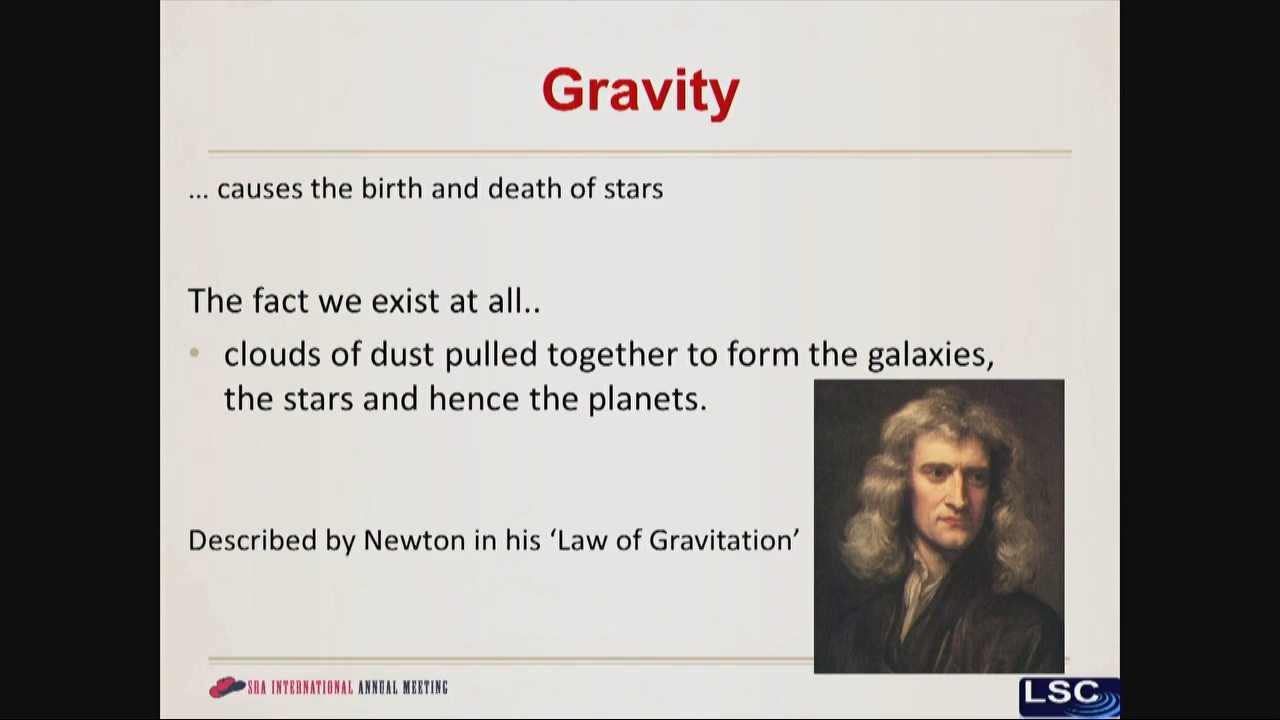 Gravity
... causes the birth and death of stars
The fact we exist at all..
• clouds of dust pulled together to form the galaxies,
the stars and hence the planets.
Described by Newton in his ‘Law of Gravitation’
SRA INTERNATIONAL ANNUAL MEETING
LSC